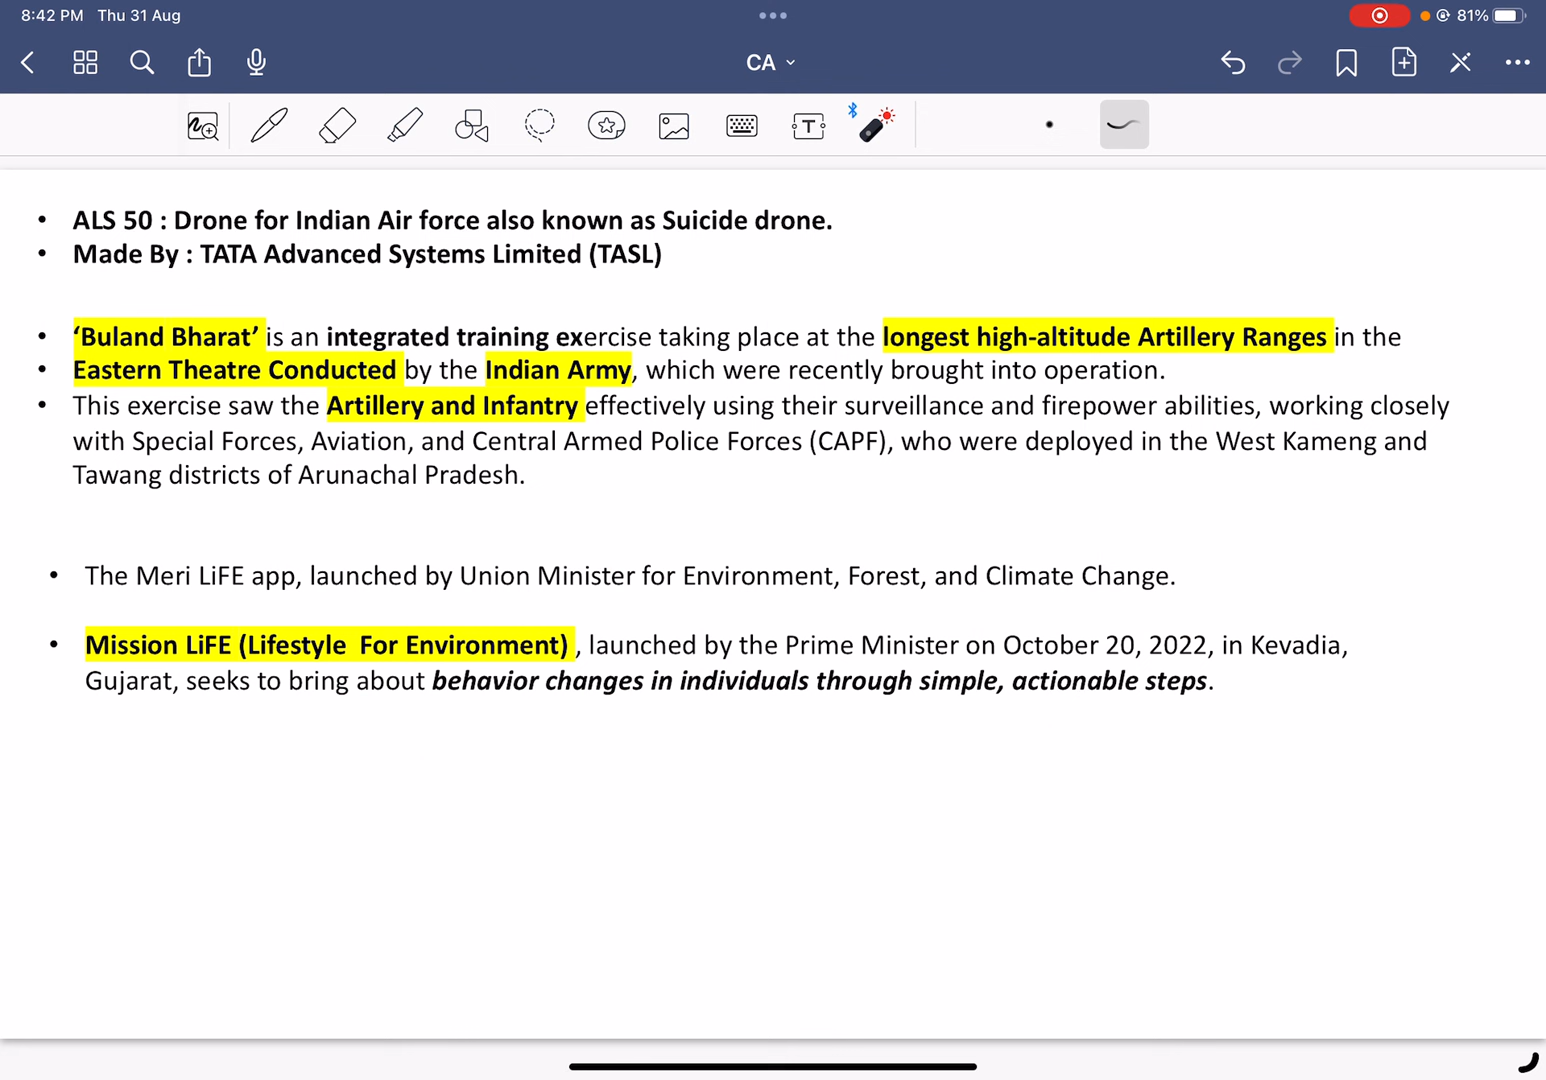 8:42 PM Thu 31 Aug
81%
CA
T
• ALS 50 : Drone for Indian Air force also known as Suicide drone.
• Made By : TATA Advanced Systems Limited (TASL)
• ‘Buland Bharat’ is an integrated training exercise taking place at the longest high-altitude Artillery Ranges in the
• Eastern Theatre Conducted by the Indian Army, which were recently brought into operation.
• This exercise saw the Artillery and Infantry effectively using their surveillance and firepower abilities, working closely
with Special Forces, Aviation, and Central Armed Police Forces (CAPF), who were deployed in the West Kameng and
Tawang districts of Arunachal Pradesh.
• The Meri LiFE app, launched by Union Minister for Environment, Forest, and Climate Change.
• Mission LiFE (Lifestyle For Environment) , launched by the Prime Minister on October 20, 2022, in Kevadia,
Gujarat, seeks to bring about behavior changes in individuals through simple, actionable steps.